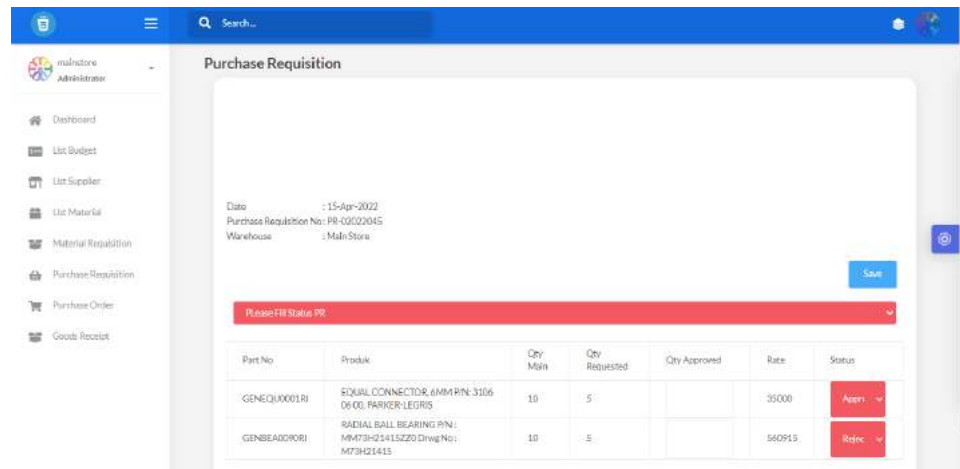 Search...
mainstore
Administrator
Purchase Requisition
Dashboard
List Budget
List Supplier
List Material
Material Requisition
Purchase Requisition
Purchase Order
Goods Receipt
Date : 15-Apr-2022
Purchase Requisition No : PR-02022045
Warehouse : Main Store
Save
PLease Fill Status PR
Part No Produk Qty Main Qty Requested Qty Approved Rate Status
GENEQU0001RI EQUAL CONNECTOR, 6MM P/N: 3106
06 00, PARKER-LEGRIS 10 5 35000 Appr
GENBEA0090RI RADIAL BALL BEARING P/N :
MM73H21415ZZ0 Drwg No :
M73H21415 10 5 560915 Rejec